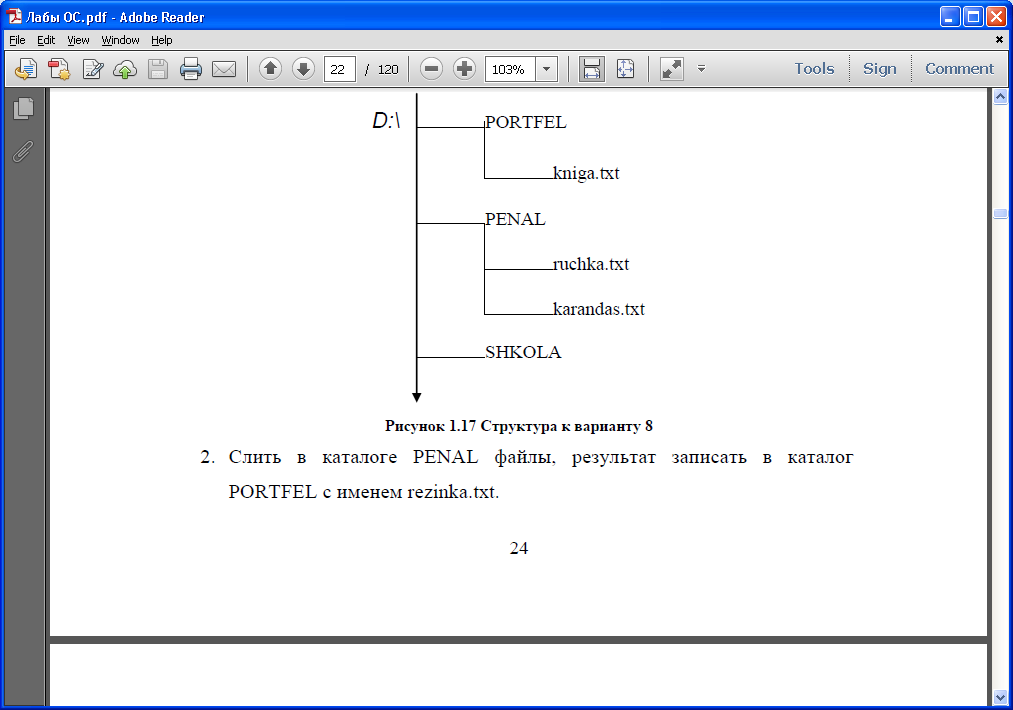 Лабы ОС.pdf - Adobe Reader
File Edit View Window Help
22 / 120 103% Tools Sign Comment
D:\ PORTFEL
kniga.txt
PENAL
ruchka.txt
karandas.txt
SHKOLA
Рисунок 1.17 Структура к варианту 8
2. Слить в каталоге PENAL файлы, результат записать в каталог
PORTFEL с именем rezinka.txt.
24